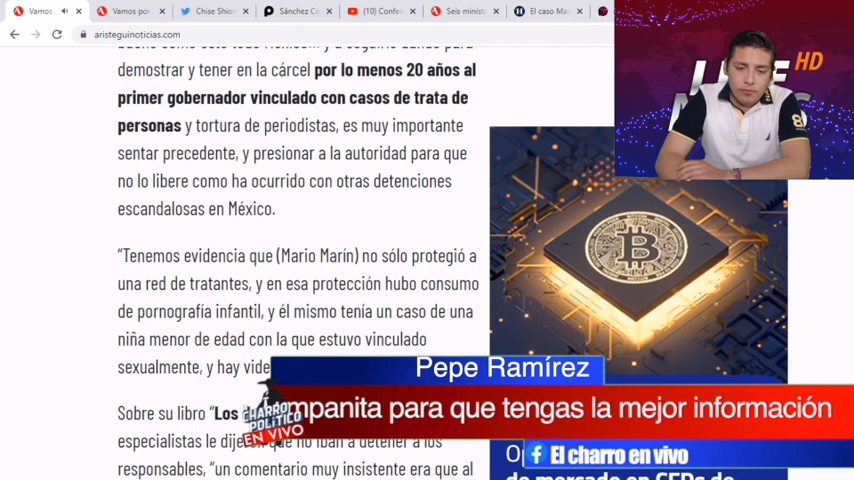 Vamos
Vamos por
Chise Shion
Sánchez Co
(10) Confere
Seis ministr
El caso Mar
aristeguinoticias.com
demostrar y tener en la cárcel por lo menos 20 años al
primer gobernador vinculado con casos de trata de
personas y tortura de periodistas, es muy importante
sentar precedente, y presionar a la autoridad para que
no lo libere como ha ocurrido con otras detenciones
escandalosas en México.
“Tenemos evidencia que (Mario Marín) no sólo protegió a
una red de tratantes, y en esa protección hubo consumo
de pornografía infantil, y él mismo tenía un caso de una
niña menor de edad con la que estuvo vinculado
sexualmente, y hay vide
Sobre su libro “Los
especialistas le dije que no iban a detener a los
responsables, “un comentario muy insistente era que al
HD
Pepe Ramírez
mpanita para que tengas la mejor información
CHARRO
POLÍTICO
EN VIVO
El charro en vivo
de mercado en CFDs de